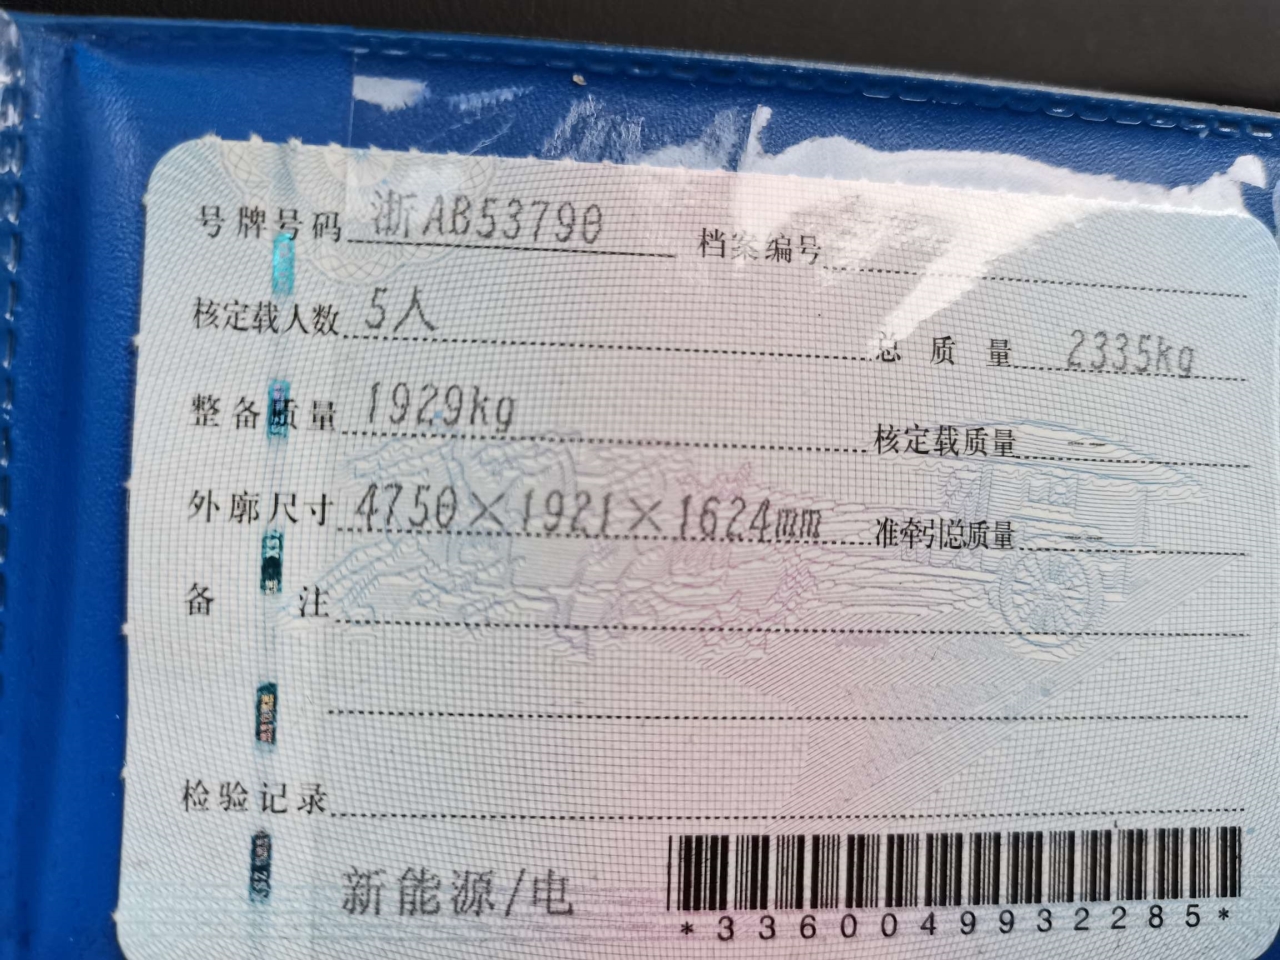 号牌号码 浙AB53790 档案编号
核定载人数 5人 总质量 2335kg
整备质量 1929kg 核定载质量 --
外廓尺寸 4750×1921×1624mm 准牵引总质量 --
备注
检验记录
新能源/电
*3360049932285*